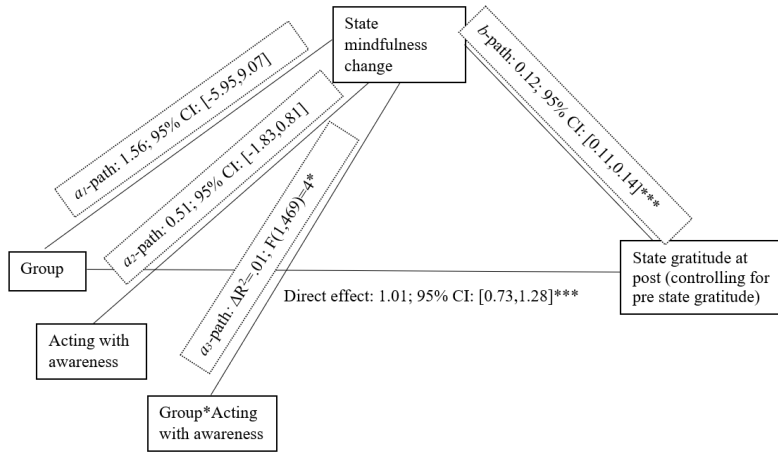 State
mindfulness
change
a1-path: 1.56; 95% CI: [-5.95,9.07]
a2-path: 0.51; 95% CI: [-1.83,0.81]
a3-path: ΔR²=.01; F(1,469)=4*
b-path: 0.12; 95% CI: [0.11,0.14]***
Group
State gratitude at
post (controlling for
pre state gratitude)
Direct effect: 1.01; 95% CI: [0.73,1.28]***
Acting with
awareness
Group*Acting
with awareness